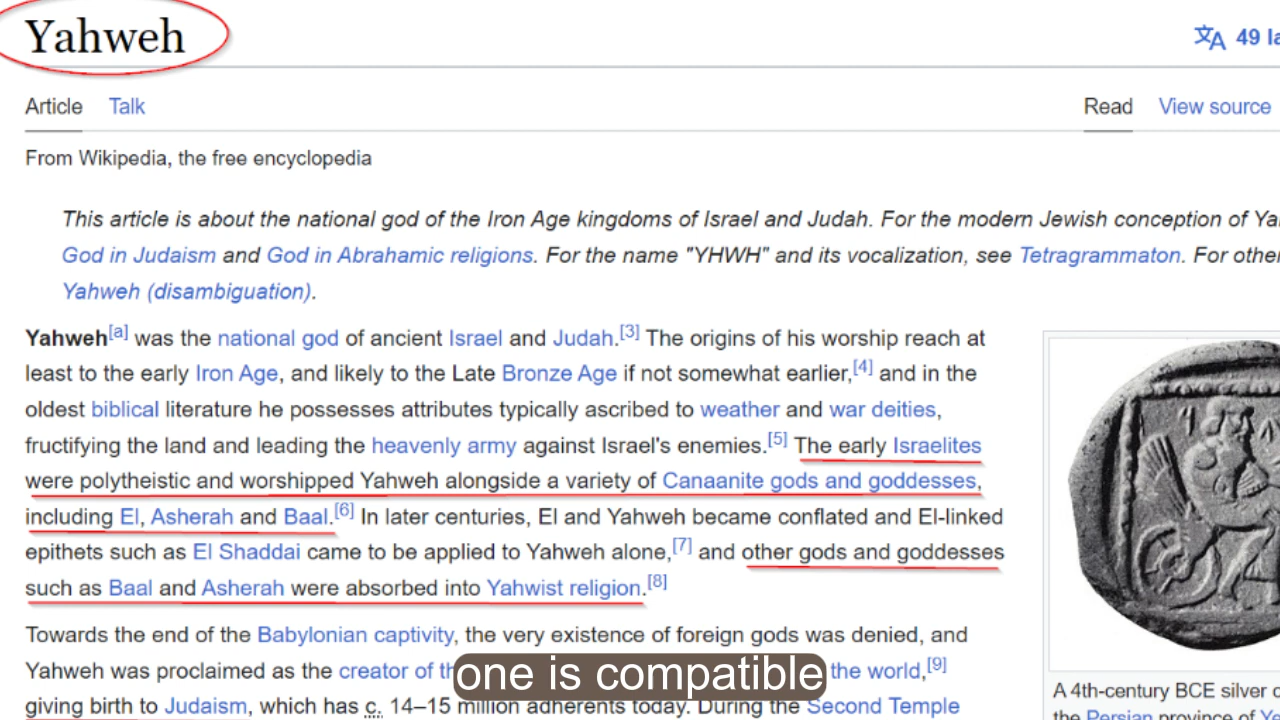 Yahweh
文A 49 la
Article Talk Read View source
From Wikipedia, the free encyclopedia
This article is about the national god of the Iron Age kingdoms of Israel and Judah. For the modern Jewish conception of Ya
God in Judaism and God in Abrahamic religions. For the name "YHWH" and its vocalization, see Tetragrammaton. For other
Yahweh (disambiguation).
Yahweh[a] was the national god of ancient Israel and Judah.[3] The origins of his worship reach at
least to the early Iron Age, and likely to the Late Bronze Age if not somewhat earlier,[4] and in the
oldest biblical literature he possesses attributes typically ascribed to weather and war deities,
fructifying the land and leading the heavenly army against Israel's enemies.[5] The early Israelites
were polytheistic and worshipped Yahweh alongside a variety of Canaanite gods and goddesses,
including El, Asherah and Baal.[6] In later centuries, El and Yahweh became conflated and El-linked
epithets such as El Shaddai came to be applied to Yahweh alone,[7] and other gods and goddesses
such as Baal and Asherah were absorbed into Yahwist religion.[8]
Towards the end of the Babylonian captivity, the very existence of foreign gods was denied, and
Yahweh was proclaimed as the creator of th the world,[9]
one is compatible
giving birth to Judaism, which has c. 14–15 million adherents today. During the Second Temple
A 4th-century BCE silver c
the Persian province of Ye